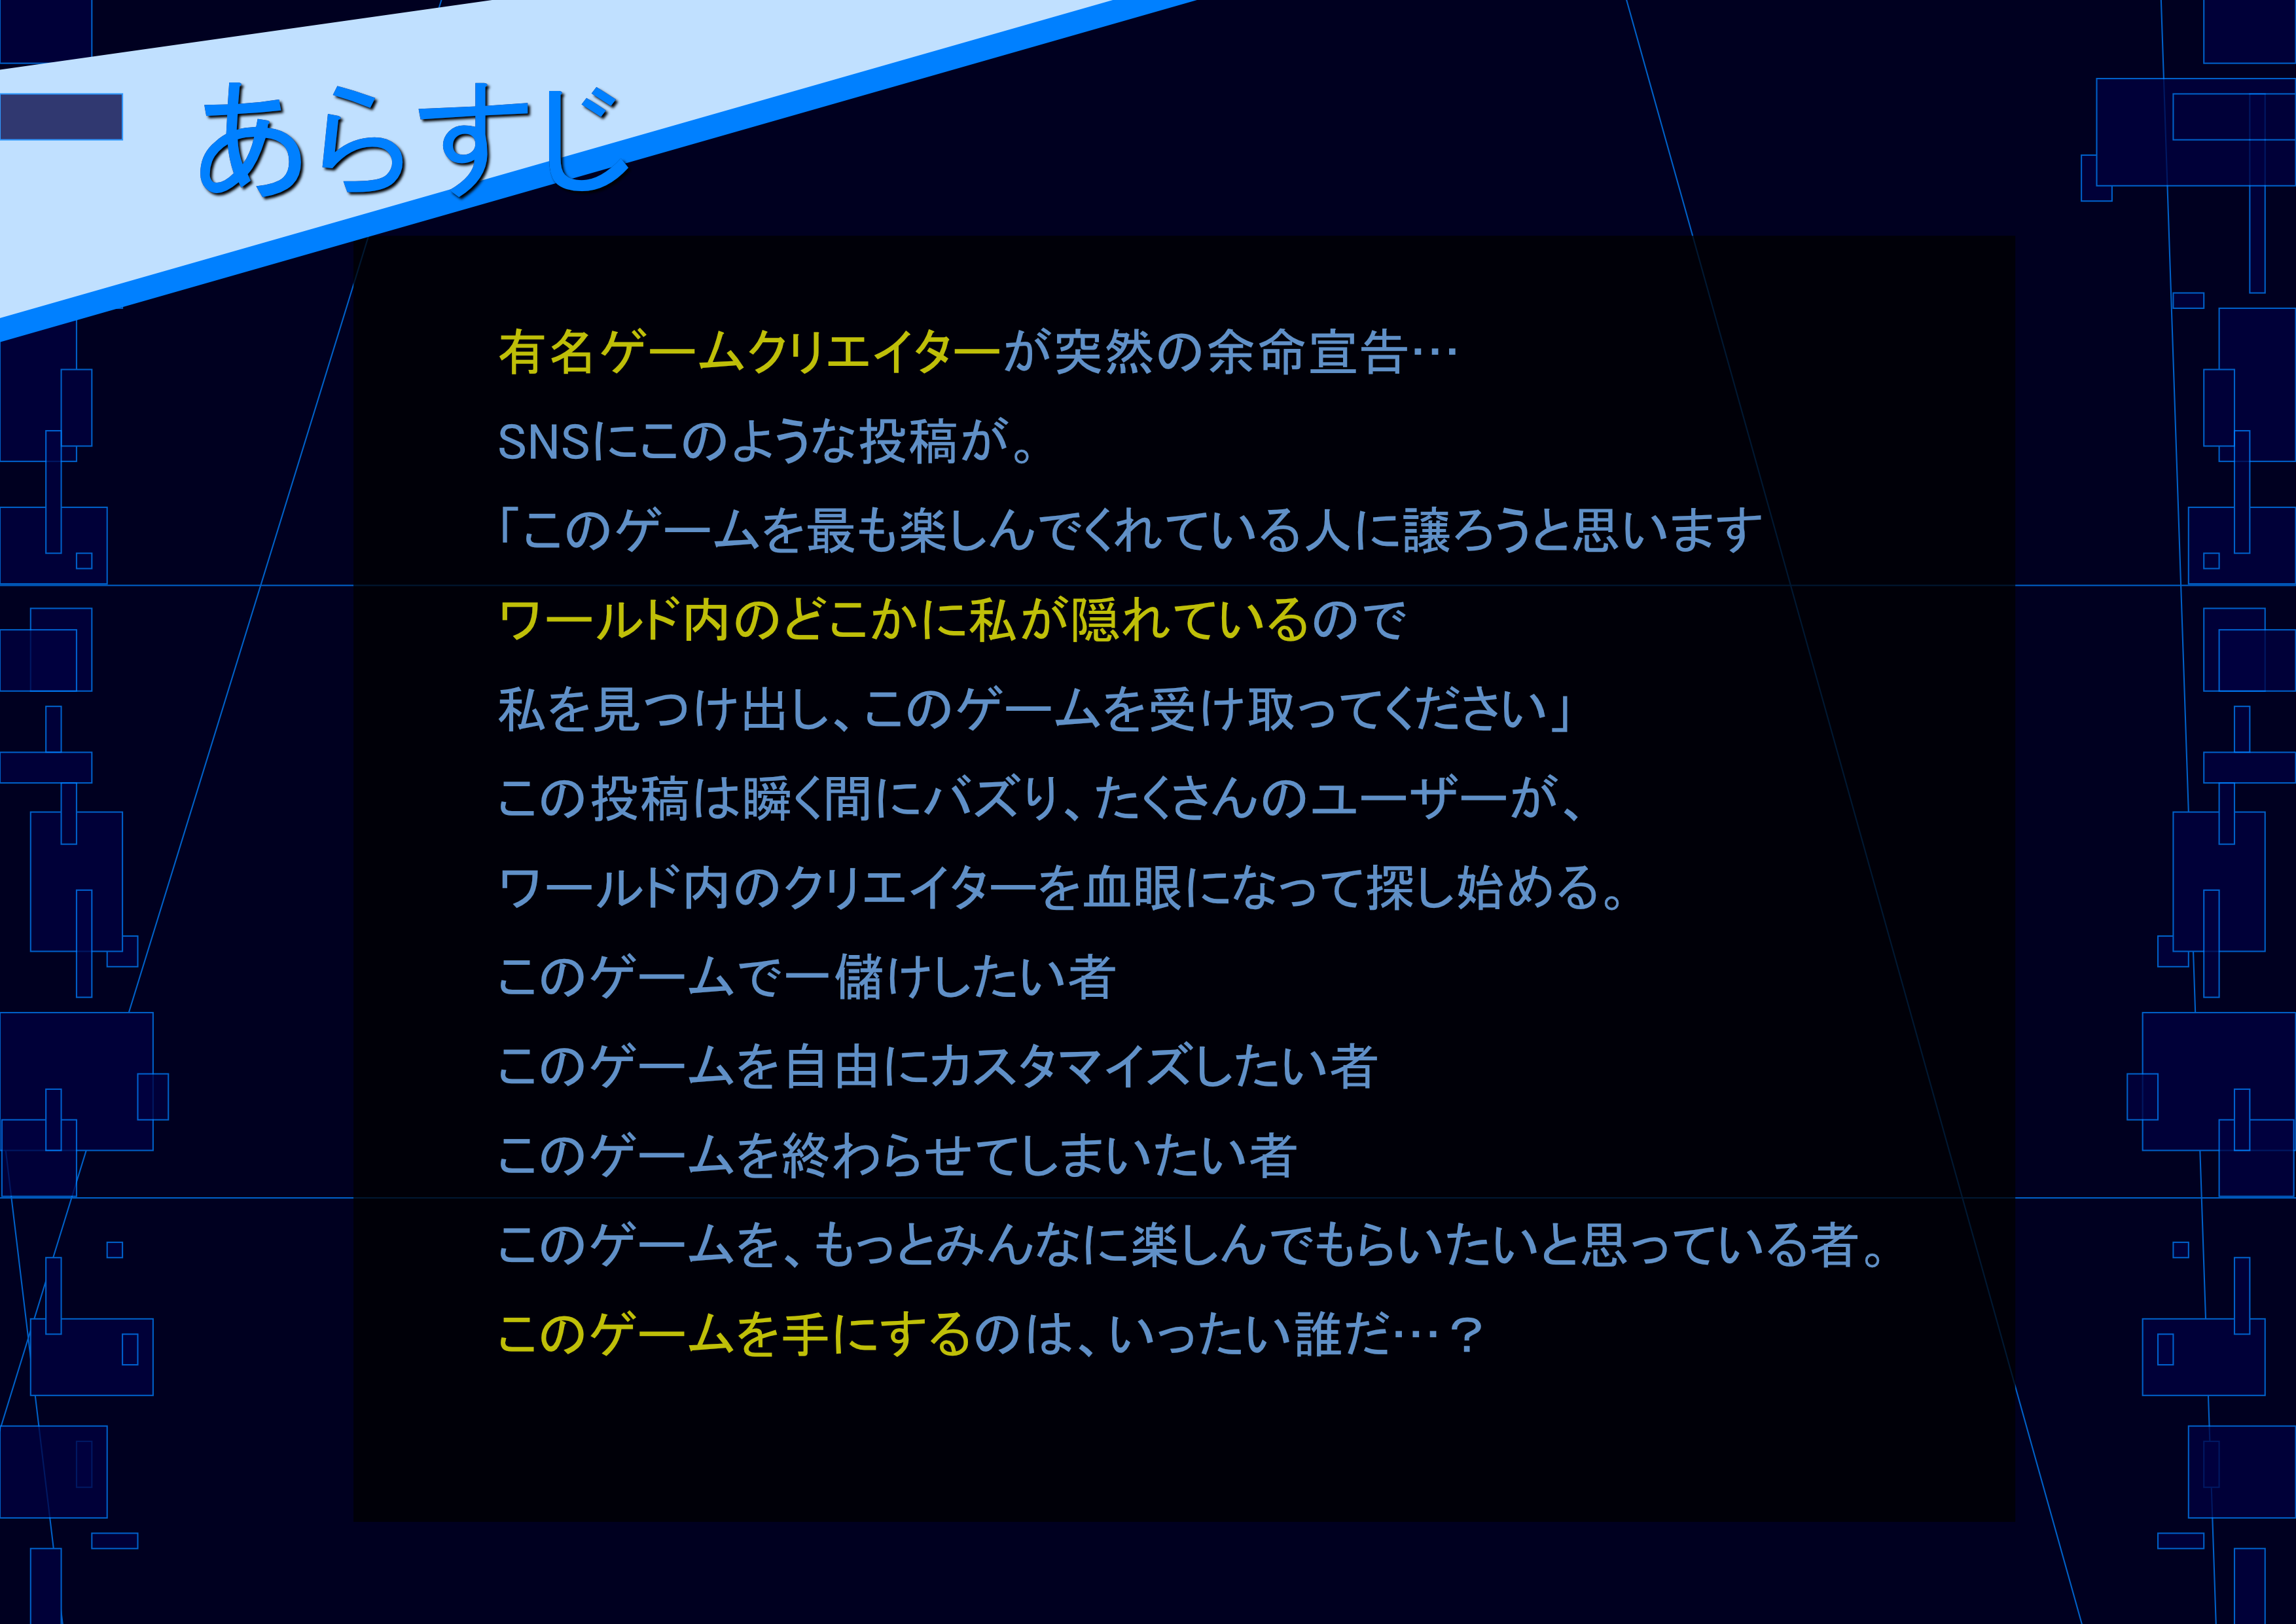 あらすじ
有名ゲームクリエイターが突然の余命宣告…
SNSにこのような投稿が。
「このゲームを最も楽しんでくれている人に譲ろうと思います
ワールド内のどこかに私が隠れているので
私を見つけ出し、このゲームを受け取ってください」
この投稿は瞬く間にバズり、たくさんのユーザーが、
ワールド内のクリエイターを血眼になって探し始める。
このゲームで一儲けしたい者
このゲームを自由にカスタマイズしたい者
このゲームを終わらせてしまいたい者
このゲームを、もっとみんなに楽しんでもらいたいと思っている者。
このゲームを手にするのは、いったい誰だ…？